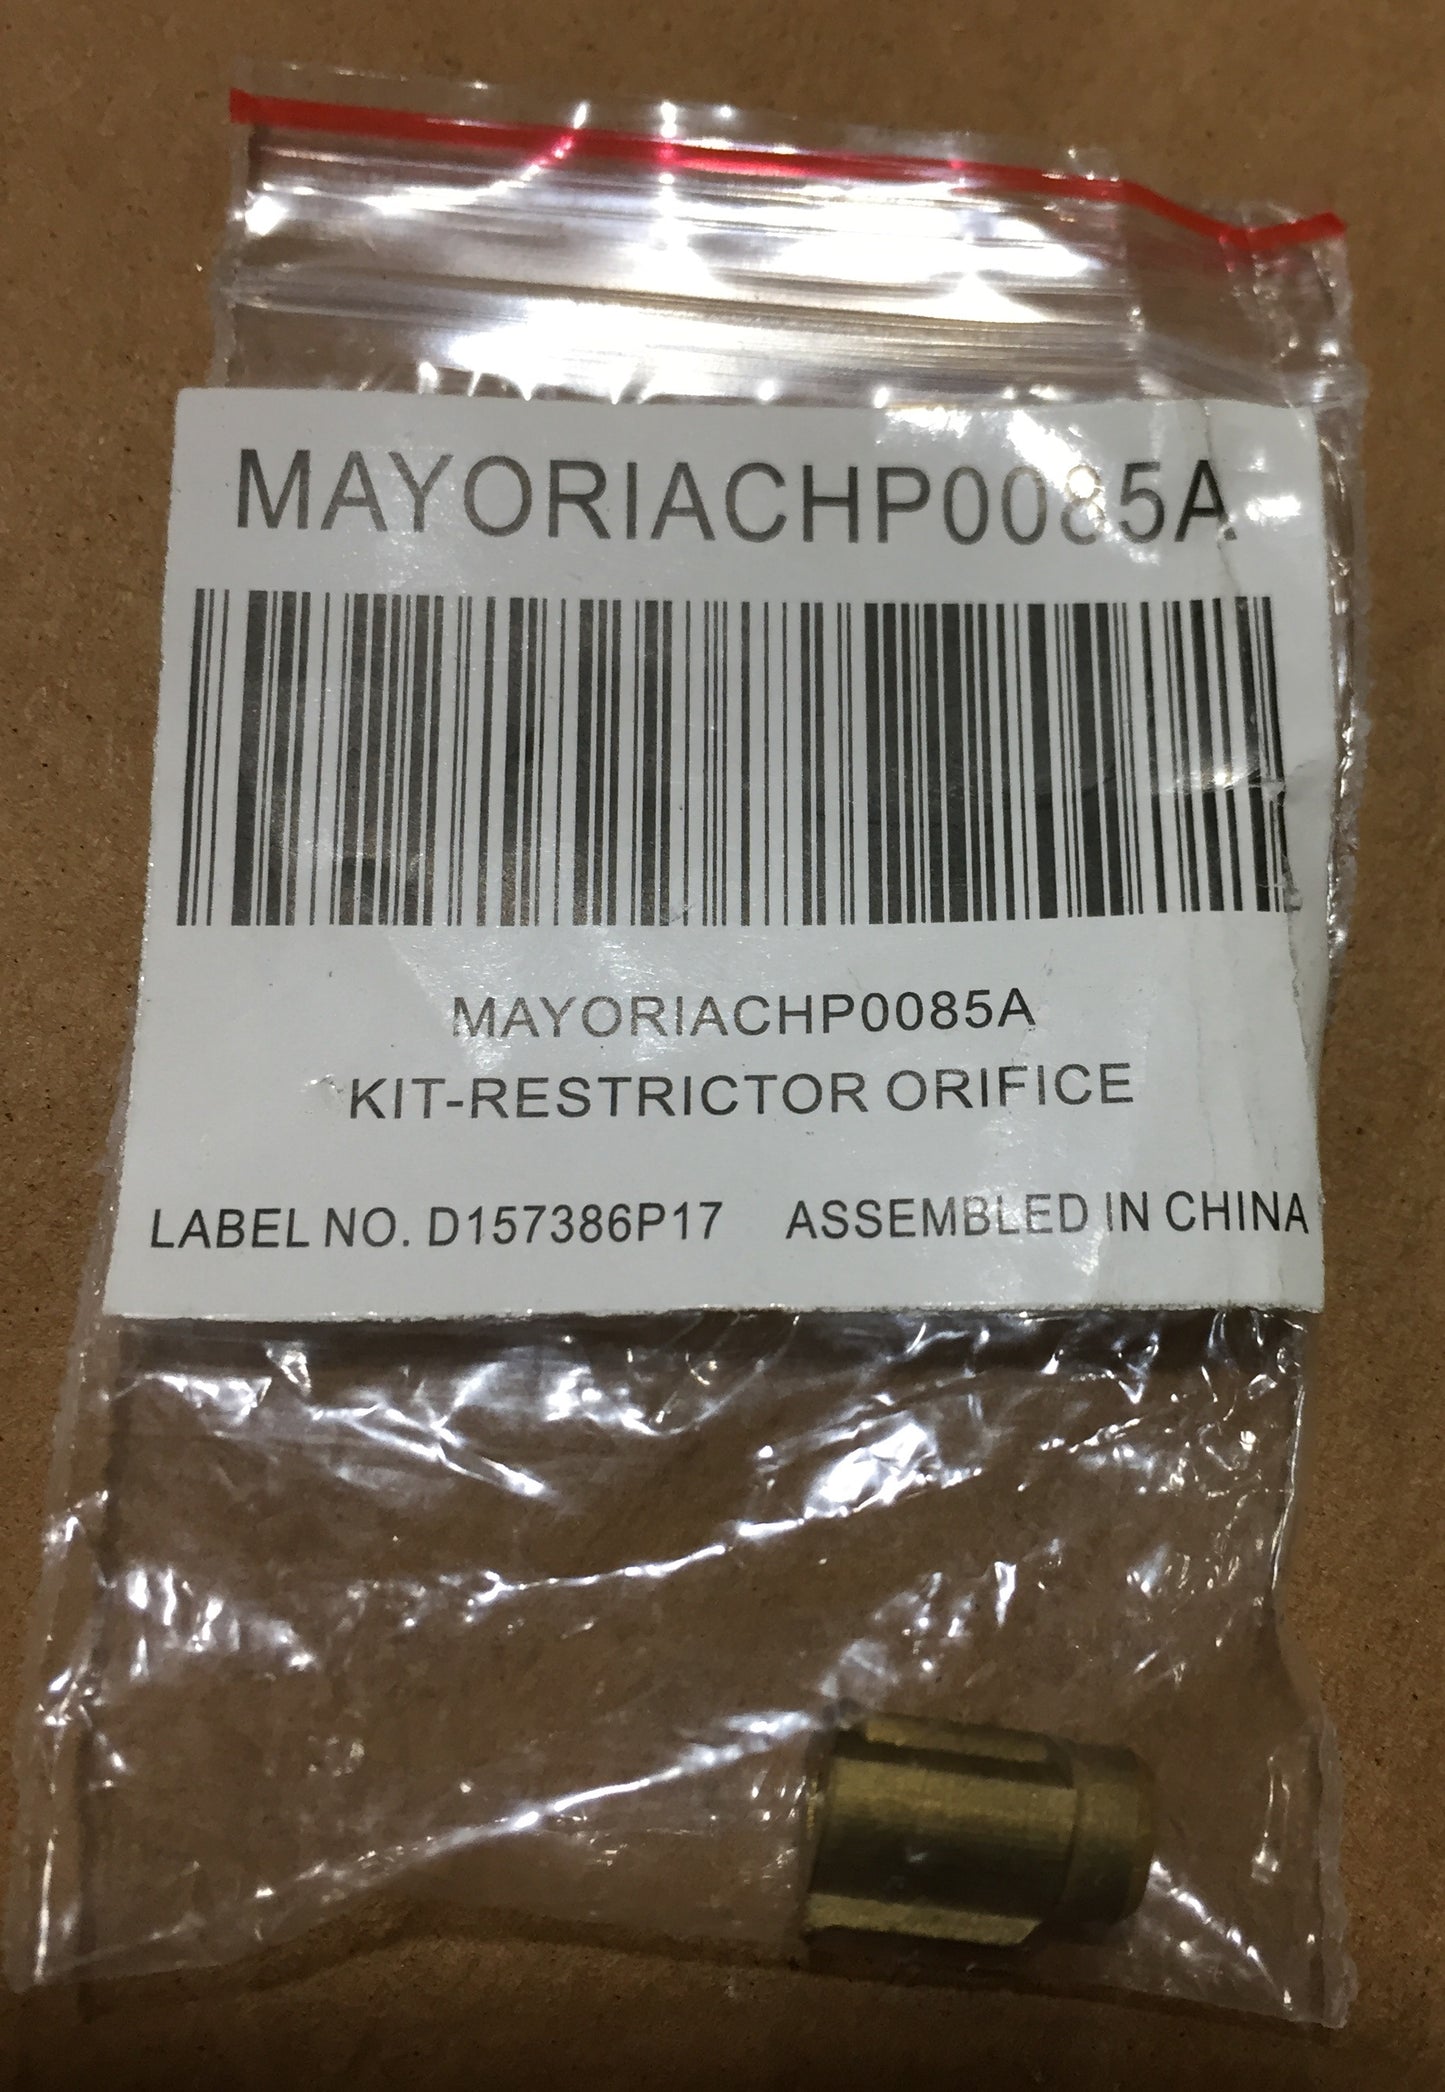 MAYORIACHP0085A
MAYORIACHP0085A
KIT-RESTRICTOR ORIFICE
LABEL NO. D157386P17 ASSEMBLED IN CHINA